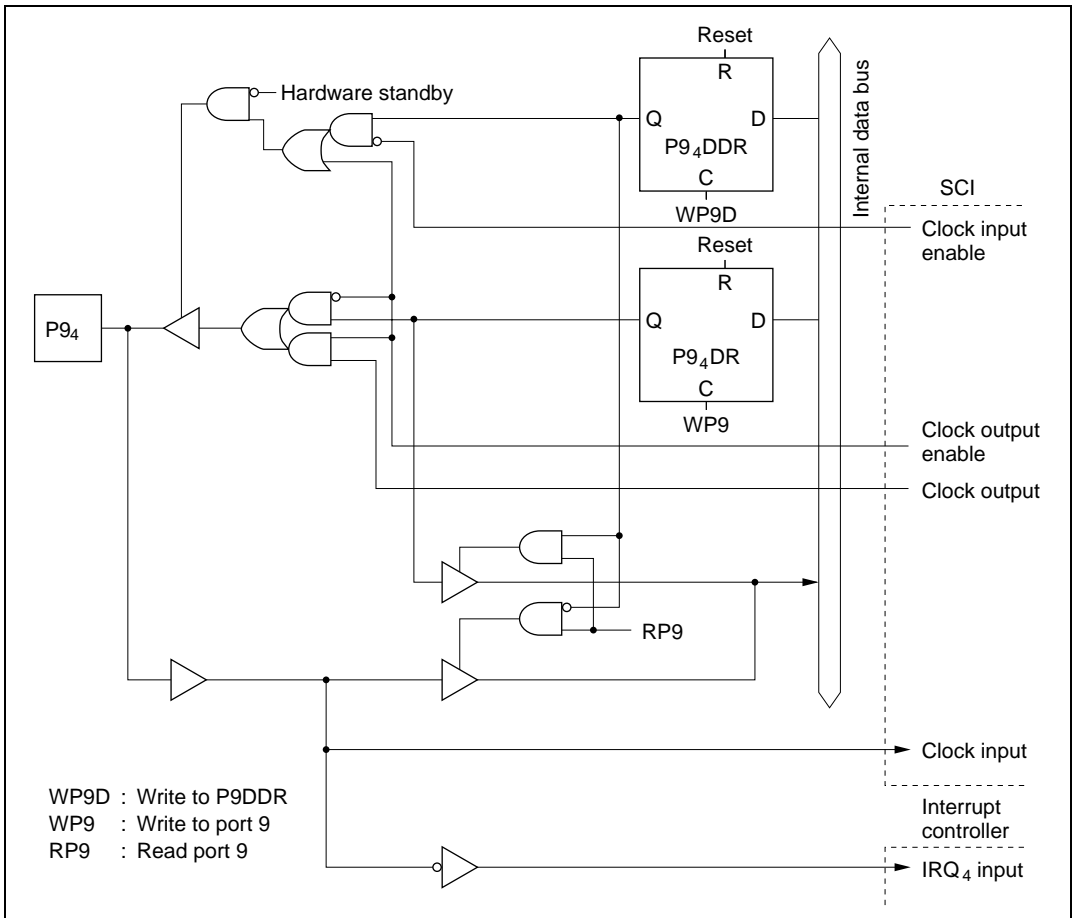 Reset
R
Hardware standby
Q D
P9₄DDR
C
WP9D
Internal data bus
SCI
Clock input
enable
Reset
R
P9₄
Q D
P9₄DR
C
WP9
Clock output
enable
Clock output
RP9
Clock input
WP9D : Write to P9DDR
WP9 : Write to port 9
RP9 : Read port 9
Interrupt
controller
IRQ₄ input